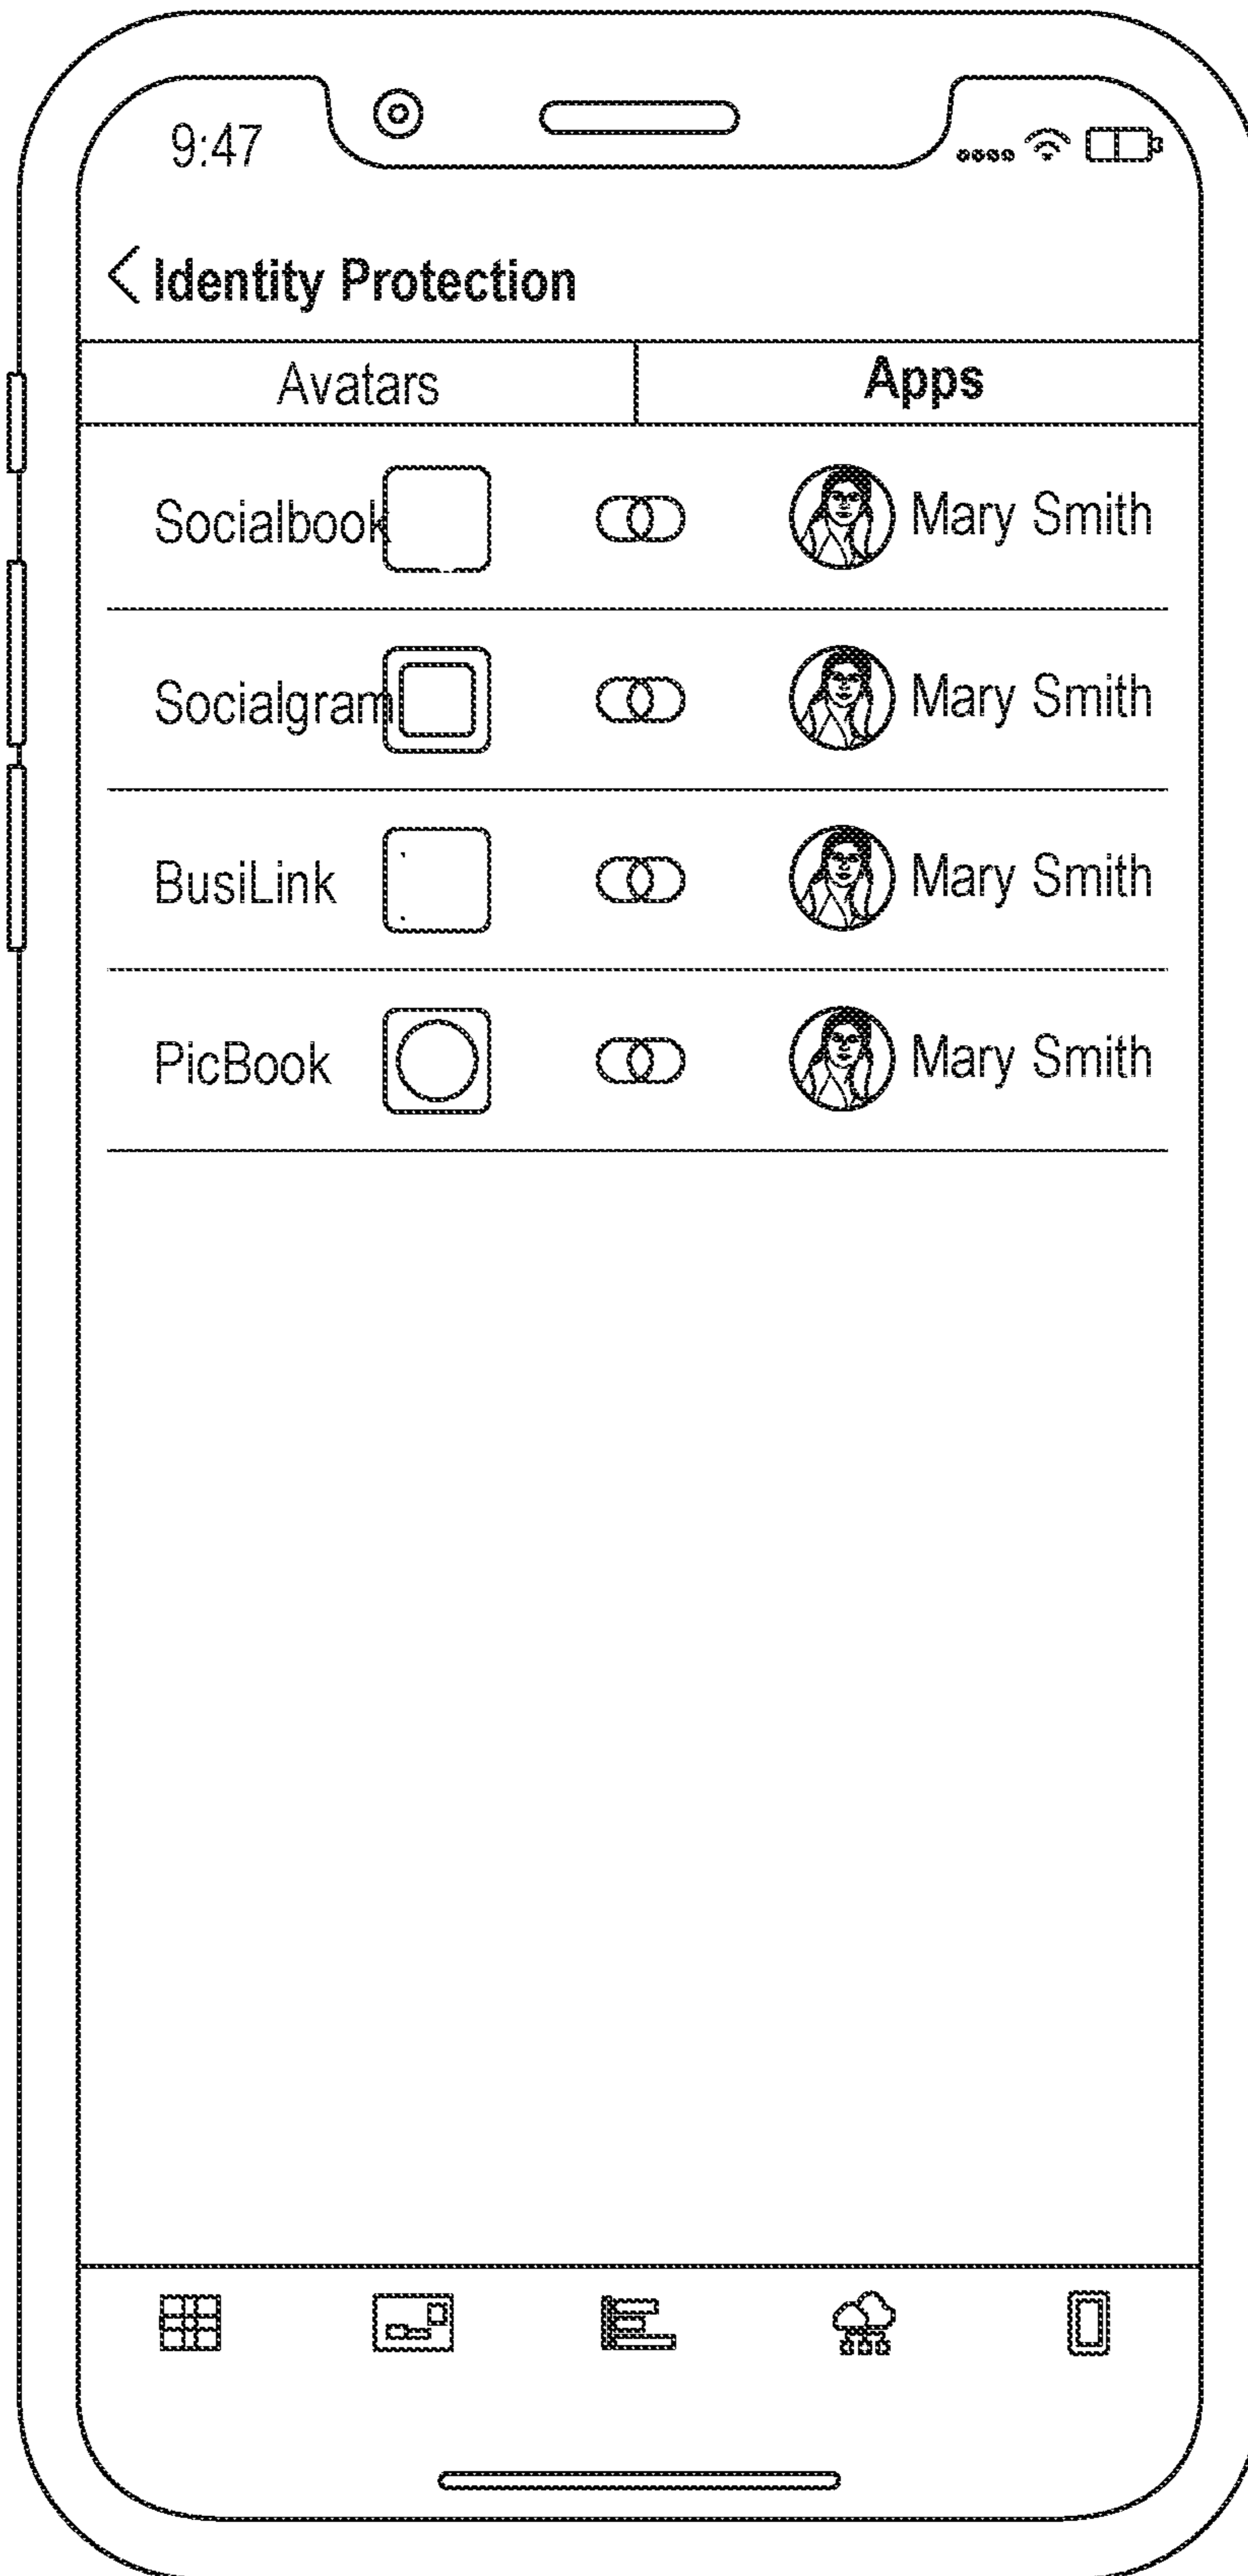 9:47
Identity Protection
Avatars Apps
Socialbook Mary Smith
Socialgram Mary Smith
BusiLink Mary Smith
PicBook Mary Smith